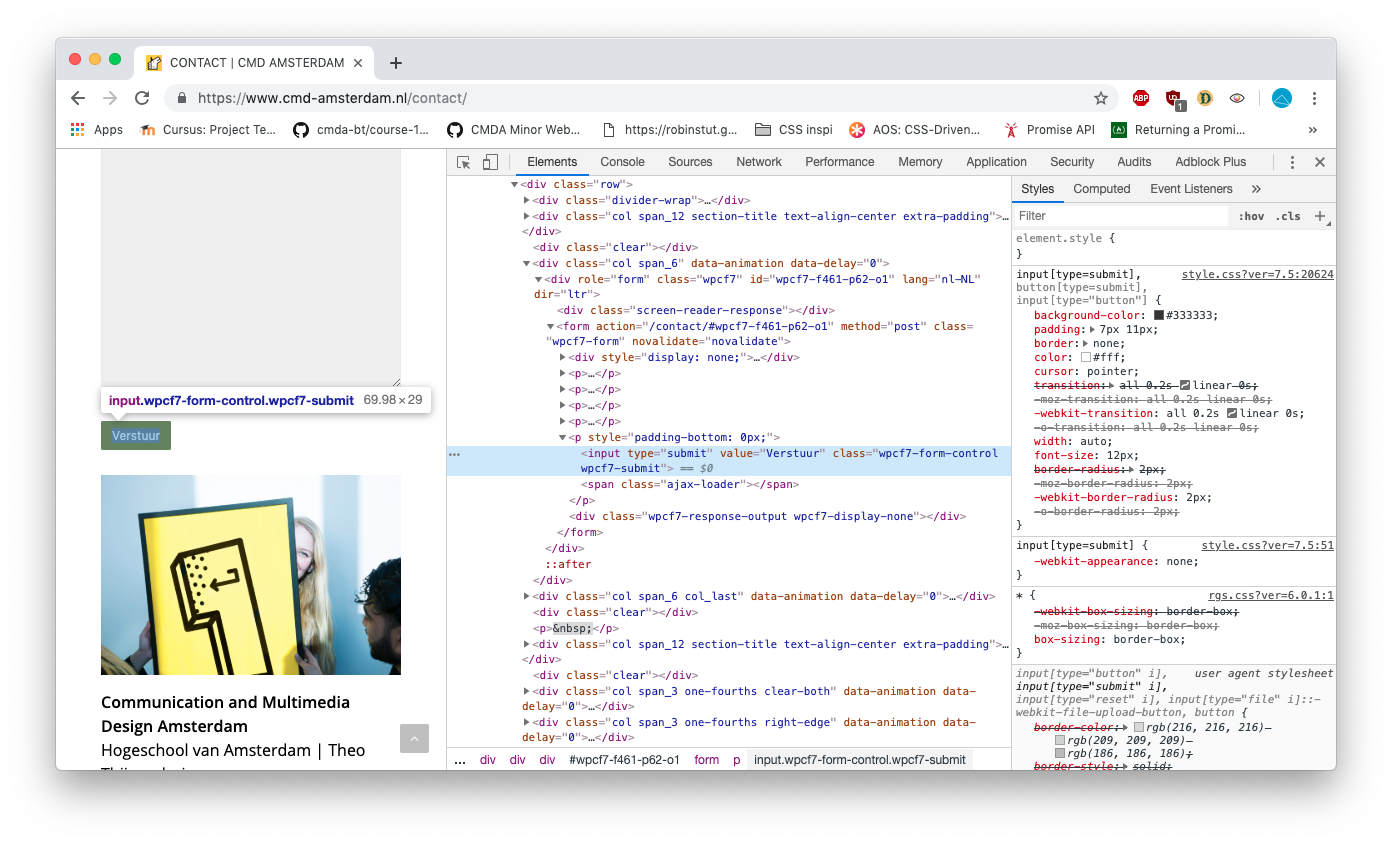 CONTACT | CMD AMSTERDAM
https://www.cmd-amsterdam.nl/contact/
ABP
1
Apps
Cursus: Project Te...
cmda-bt/course-1...
CMDA Minor Web...
https://robinstut.g...
CSS inspi
AOS: CSS-Driven...
Promise API
Returning a Promi...
»
input.wpcf7-form-control.wpcf7-submit 69.98 × 29
Verstuur
Communication and Multimedia
Design Amsterdam
Hogeschool van Amsterdam | Theo
Elements Console Sources Network Performance Memory Application Security Audits Adblock Plus
<div class="row">
<div class="divider-wrap">…</div>
<div class="col span_12 section-title text-align-center extra-padding">…
</div>
<div class="clear"></div>
<div class="col span_6" data-animation data-delay="0">
<div role="form" class="wpcf7" id="wpcf7-f461-p62-o1" lang="nl-NL"
dir="ltr">
<div class="screen-reader-response"></div>
<form action="/contact/#wpcf7-f461-p62-o1" method="post" class=
"wpcf7-form" novalidate="novalidate">
<div style="display: none;">…</div>
<p>…</p>
<p>…</p>
<p>…</p>
<p>…</p>
<p style="padding-bottom: 0px;">
<input type="submit" value="Verstuur" class="wpcf7-form-control
wpcf7-submit"> == $0
<span class="ajax-loader"></span>
</p>
<div class="wpcf7-response-output wpcf7-display-none"></div>
</form>
</div>
::after
</div>
<div class="col span_6 col_last" data-animation data-delay="0">…</div>
<div class="clear"></div>
<p>&nbsp;</p>
<div class="col span_12 section-title text-align-center extra-padding">…
</div>
<div class="clear"></div>
<div class="col span_3 one-fourths clear-both" data-animation data-
delay="0">…</div>
<div class="col span_3 one-fourths right-edge" data-animation data-
delay="0">…</div>
... div div div #wpcf7-f461-p62-o1 form p input.wpcf7-form-control.wpcf7-submit
Styles Computed Event Listeners »
Filter :hov .cls +
element.style {
}
input[type=submit], style.css?ver=7.5:20624
button[type=submit],
input[type="button"] {
background-color: #333333;
padding: 7px 11px;
border: none;
color: #fff;
cursor: pointer;
transition: all 0.2s linear 0s;
-moz-transition: all 0.2s linear 0s;
-webkit-transition: all 0.2s linear 0s;
-o-transition: all 0.2s linear 0s;
width: auto;
font-size: 12px;
border-radius: 2px;
-moz-border-radius: 2px;
-webkit-border-radius: 2px;
-o-border-radius: 2px;
}
input[type=submit] { style.css?ver=7.5:51
-webkit-appearance: none;
}
* { rgs.css?ver=6.0.1:1
-webkit-box-sizing: border-box;
-moz-box-sizing: border-box;
box-sizing: border-box;
}
input[type="button" i], user agent stylesheet
input[type="submit" i],
input[type="reset" i], input[type="file" i]::-
webkit-file-upload-button, button {
border-color: rgb(216, 216, 216)
rgb(209, 209, 209)
rgb(186, 186, 186);
border-style: solid;